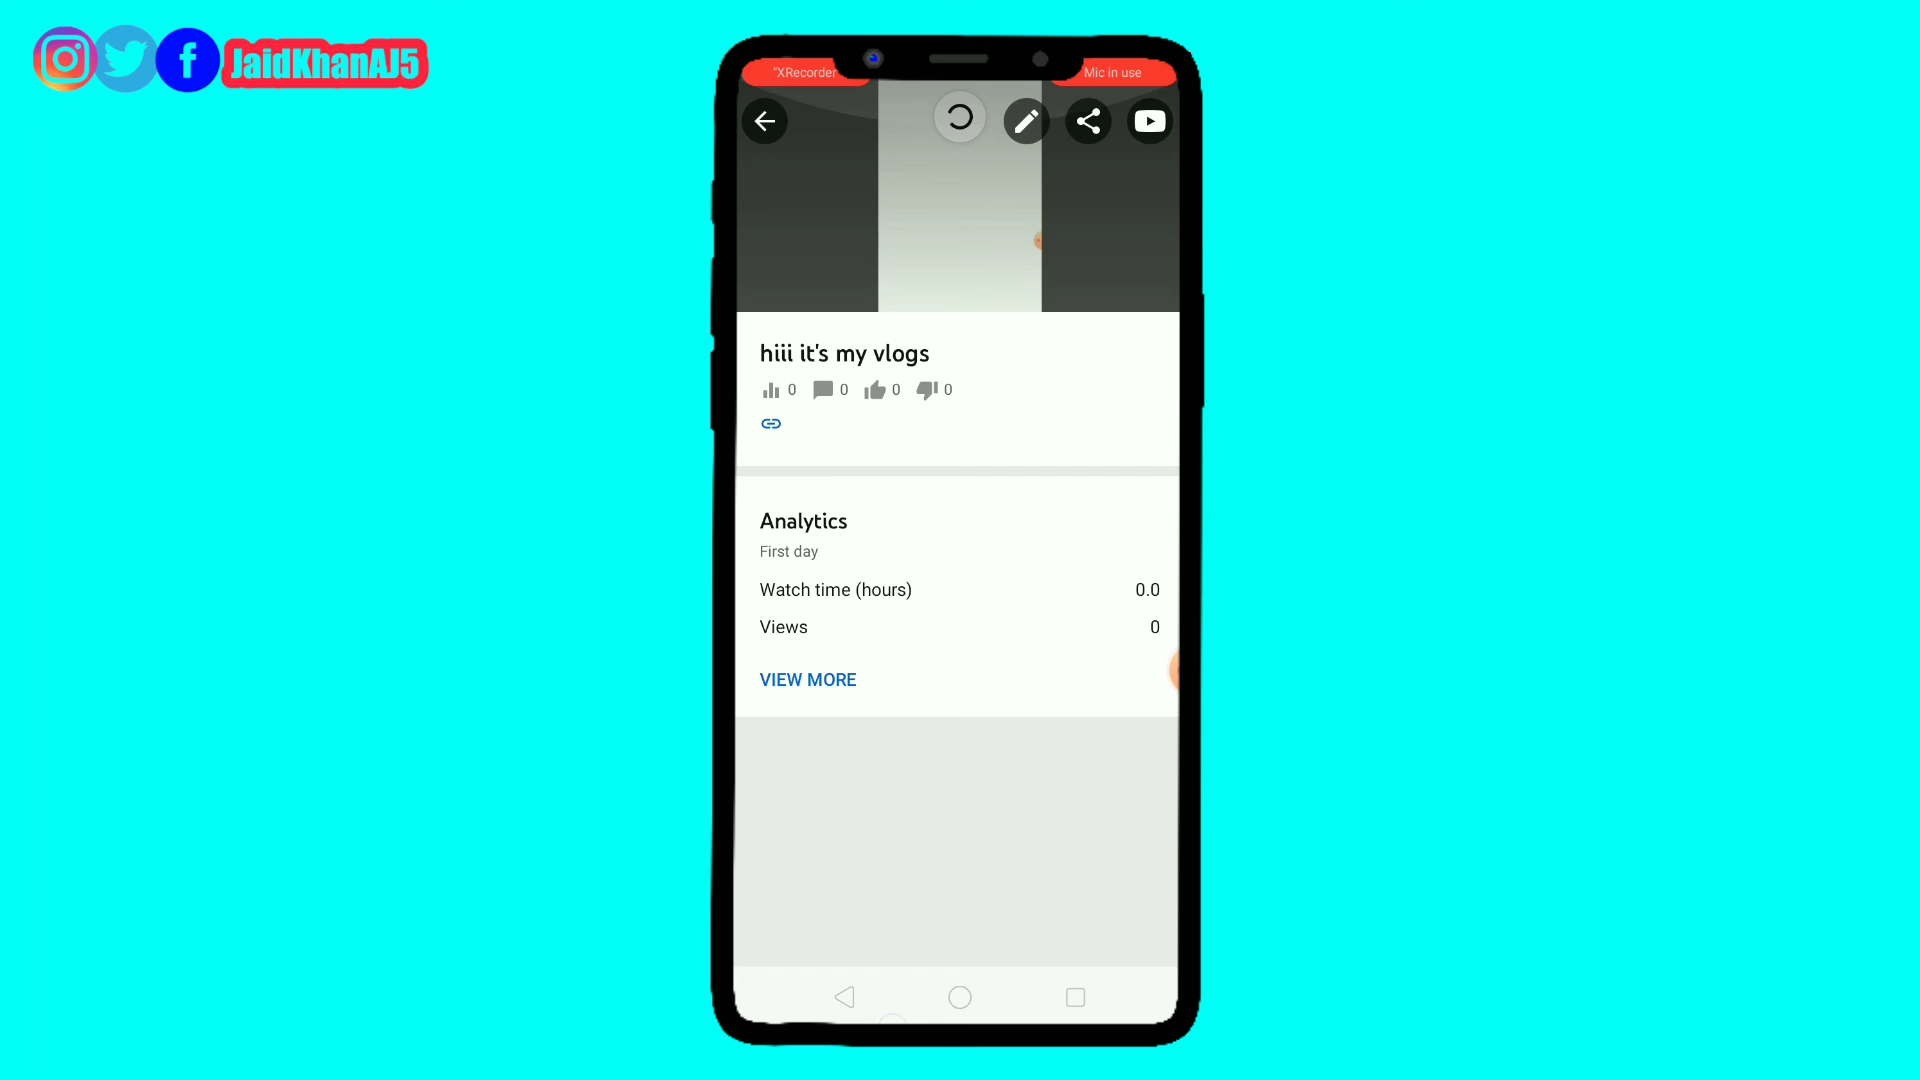 JaidKhanAJ5
"XRecorder
Mic in use
hiii it's my vlogs
0 0 0 0
Analytics
First day
Watch time (hours) 0.0
Views 0
VIEW MORE